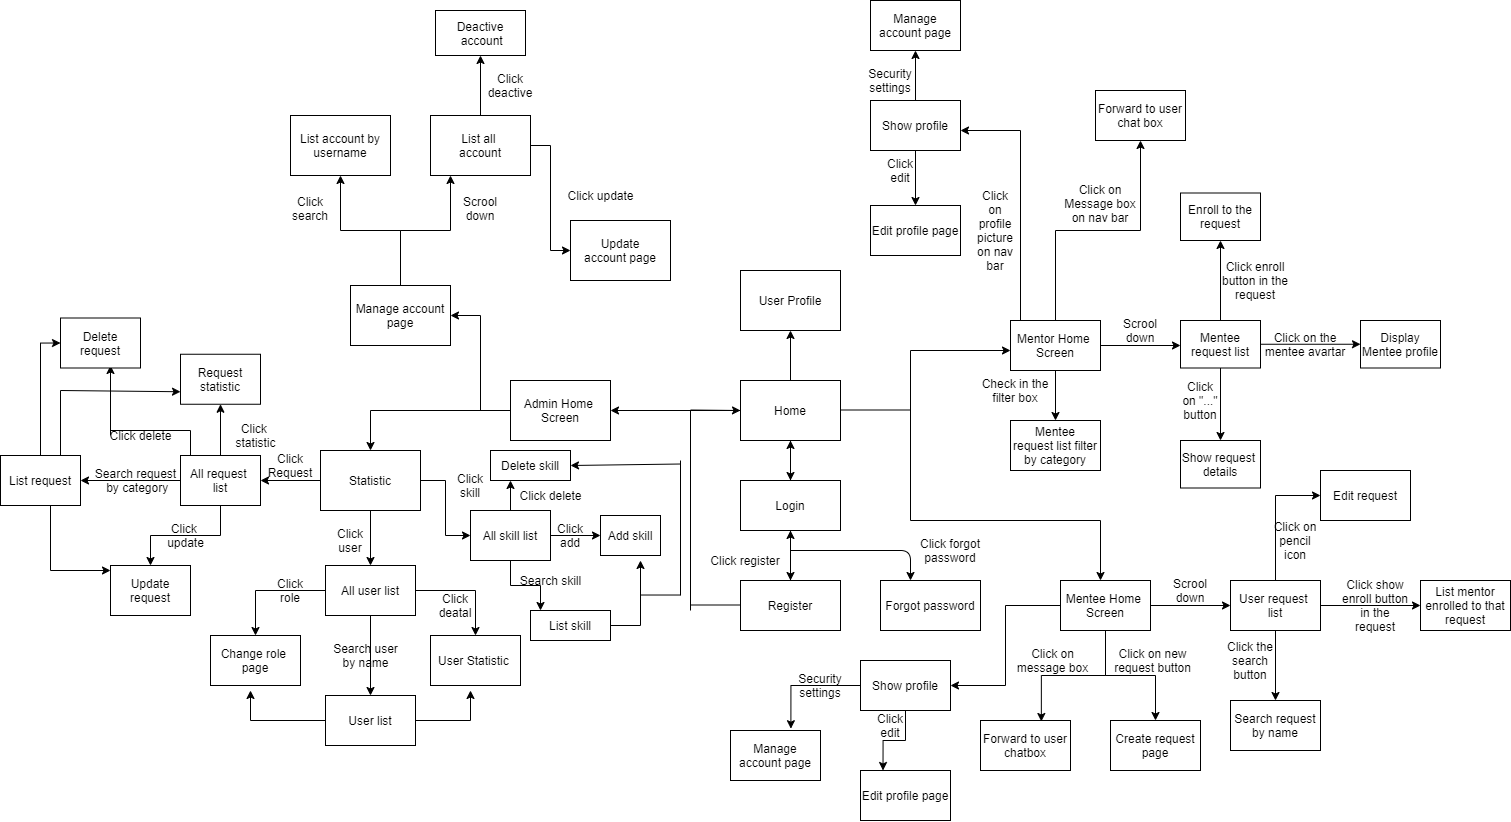 Deactive
account
Click
deactive
List account by
username
List all
account
Click
search
Scrool
down
Click update
Update
account page
Manage account
page
Manage
account page
Security
settings
Show profile
Click
edit
Edit profile page
Click
on
profile
picture
on nav
bar
Forward to user
chat box
Click on
Message box
on nav bar
Enroll to the
request
Click enroll
button in the
request
User Profile
Mentor Home
Screen
Scrool
down
Mentee
request list
Click on the
mentee avartar
Display
Mentee profile
Check in the
filter box
Mentee
request list filter
by category
Click
on "..."
button
Show request
details
Delete
request
Request
statistic
Click delete
Click
statistic
List request
Search request
by category
All request
list
Click
Request
Click
update
Update
request
Admin Home
Screen
Home
Statistic
Click
skill
Delete skill
Click delete
All skill list
Click
add
Add skill
Search skill
List skill
Click
user
All user list
Click
role
Click
deatal
Change role
page
Search user
by name
User Statistic
User list
Login
Click register
Click forgot
password
Register
Forgot password
Edit request
Click on
pencil
icon
Mentee Home
Screen
Scrool
down
User request
list
Click show
enroll button
in the
request
List mentor
enrolled to that
request
Click the
search
button
Search request
by name
Click on
message box
Click on new
request button
Forward to user
chatbox
Create request
page
Show profile
Security
settings
Manage
account page
Click
edit
Edit profile page